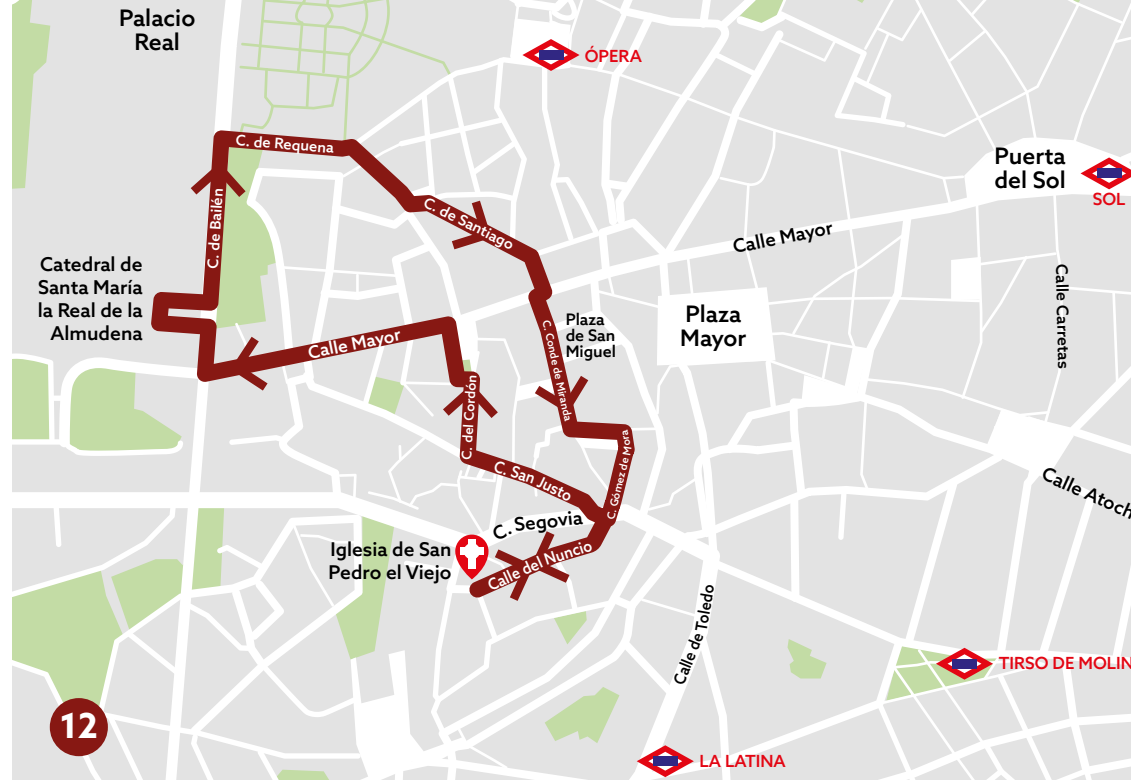 Palacio
Real
ÓPERA
C. de Requena
Puerta
del Sol
SOL
C. de Bailén
C. de Santiago
Calle Mayor
Catedral de
Santa María
la Real de la
Almudena
Calle Carretas
Plaza
de San
Miguel
Plaza
Mayor
Calle Mayor
C. Conde de Miranda
C. del Cordón
C. Gómez de Mora
C. San Justo
Calle Atoch
C. Segovia
Iglesia de San
Pedro el Viejo
Calle del Nuncio
Calle de Toledo
TIRSO DE MOLIN
12
LA LATINA